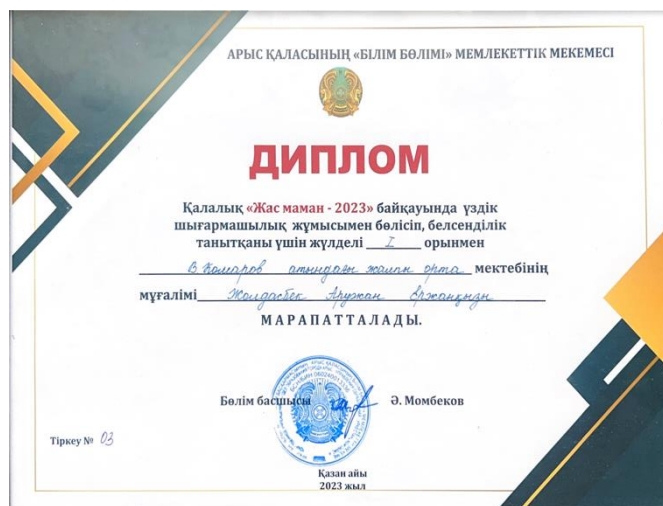 АРЫС ҚАЛАСЫНЫҢ «БІЛІМ БӨЛІМІ» МЕМЛЕКЕТТІК МЕКЕМЕСІ
ДИПЛОМ
Қалалық «Жас маман - 2023» байқауында үздік
шығармашылық жұмысымен бөлісіп, белсенділік
танытқаны үшін жүлделі I орынмен
В.Комаров атындағы жалпы орта мектебінің
мұғалімі Жолдасбек Аружан
МАРАПАТТАЛАДЫ.
Бөлім басшысы Ә. Момбеков
Тіркеу № 03
Қазан айы
2023 жыл